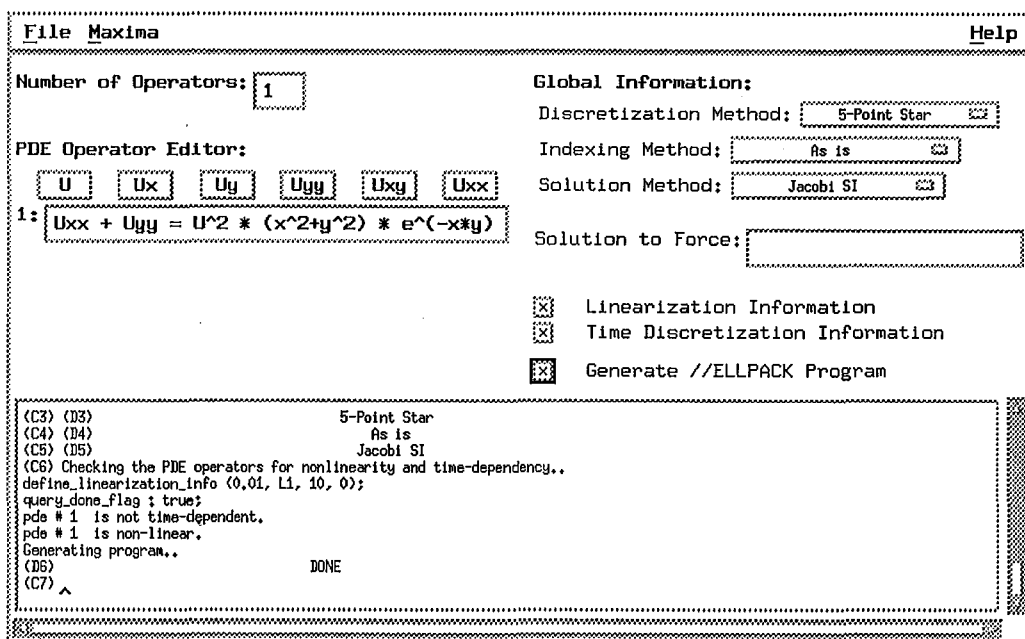 File Maxima Help
Number of Operators: 1
PDE Operator Editor:
U Ux Uy Uyy Uxy Uxx
1: Uxx + Uyy = U^2 * (x^2+y^2) * e^(-x*y)
Global Information:
Discretization Method: 5-Point Star
Indexing Method: As is
Solution Method: Jacobi SI
Solution to Force:
Linearization Information
Time Discretization Information
Generate //ELLPACK Program
(C3) (D3) 5-Point Star
(C4) (D4) As is
(C5) (D5) Jacobi SI
(C6) Checking the PDE operators for nonlinearity and time-dependency..
define_linearization_info (0.01, L1, 10, 0);
query_done_flag : true;
pde # 1 is not time-dependent.
pde # 1 is non-linear.
Generating program..
(D6) DONE
(C7) ^